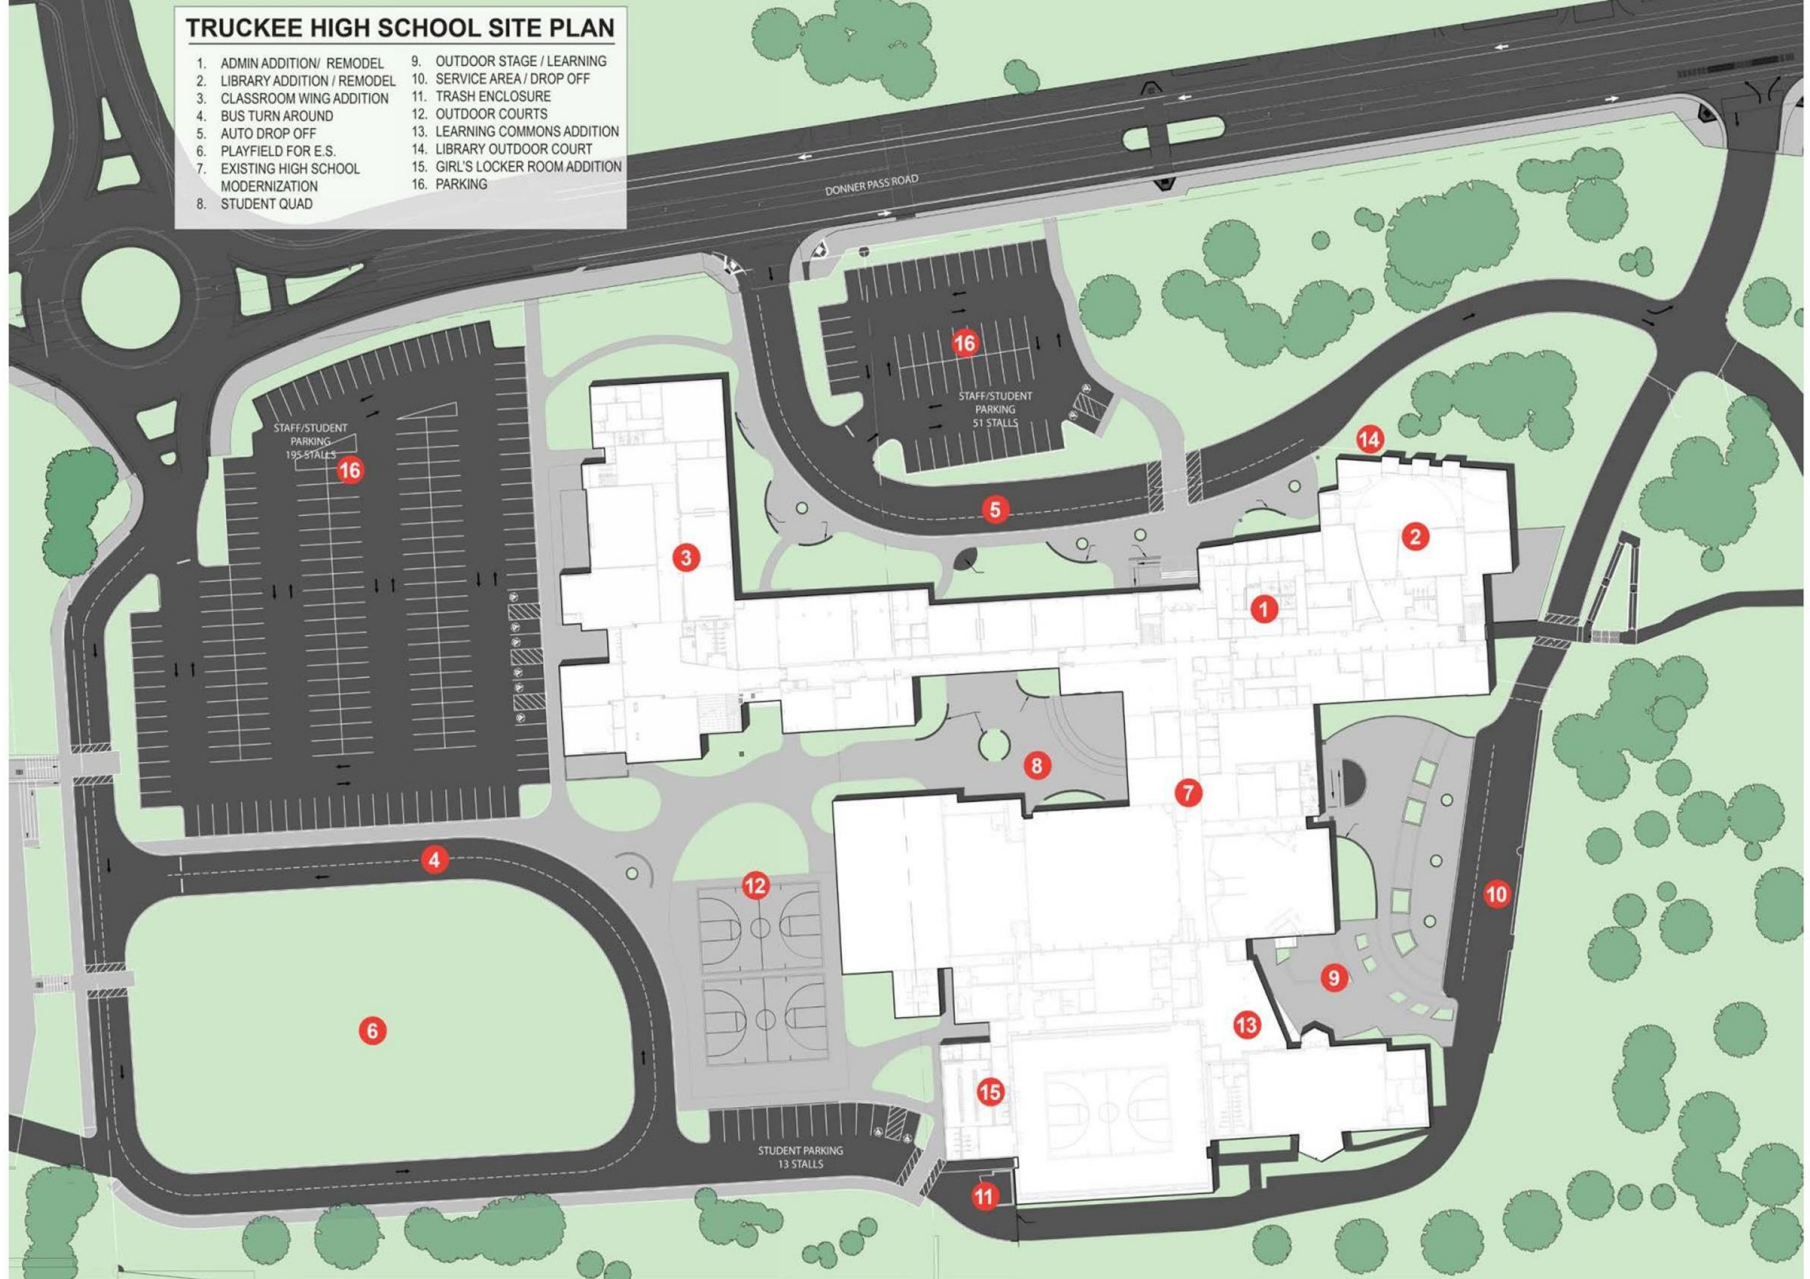 TRUCKEE HIGH SCHOOL SITE PLAN
1. ADMIN ADDITION/ REMODEL
2. LIBRARY ADDITION / REMODEL
3. CLASSROOM WING ADDITION
4. BUS TURN AROUND
5. AUTO DROP OFF
6. PLAYFIELD FOR E.S.
7. EXISTING HIGH SCHOOL
MODERNIZATION
8. STUDENT QUAD
9. OUTDOOR STAGE / LEARNING
10. SERVICE AREA / DROP OFF
11. TRASH ENCLOSURE
12. OUTDOOR COURTS
13. LEARNING COMMONS ADDITION
14. LIBRARY OUTDOOR COURT
15. GIRL'S LOCKER ROOM ADDITION
16. PARKING
DONNER PASS ROAD
16
STAFF/STUDENT
PARKING
51 STALLS
STAFF/STUDENT
PARKING
195 STALLS
16
14
5
2
3
1
8
7
4
12
10
9
6
13
15
STUDENT PARKING
13 STALLS
11